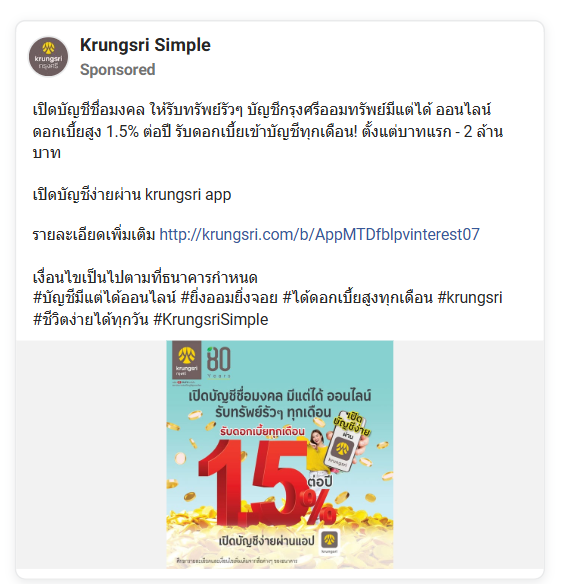 Krungsri Simple
Sponsored
krungsri
กรุงศรี
เปิดบัญชีชื่อมงคล ให้รับทรัพย์รัวๆ บัญชีกรุงศรีออมทรัพย์มีแต่ได้ ออนไลน์
ดอกเบี้ยสูง 1.5% ต่อปี รับดอกเบี้ยเข้าบัญชีทุกเดือน! ตั้งแต่บาทแรก - 2 ล้าน
บาท
เปิดบัญชีง่ายผ่าน krungsri app
รายละเอียดเพิ่มเติม http://krungsri.com/b/AppMTDfblpvinterest07
เงื่อนไขเป็นไปตามที่ธนาคารกำหนด
#บัญชีมีแต่ได้ออนไลน์ #ยิ่งออมยิ่งจอย #ได้ดอกเบี้ยสูงทุกเดือน #krungsri
#ชีวิตง่ายได้ทุกวัน #KrungsriSimple
krungsri
กรุงศรี
80
Years
เปิดบัญชีชื่อมงคล มีแต่ได้ ออนไลน์
รับทรัพย์รัวๆ ทุกเดือน
รับดอกเบี้ยทุกเดือน
1.5%
ต่อปี
เปิด
บัญชีง่าย
ผ่าน
krungsri
เปิดบัญชีง่ายผ่านแอป
krungsri